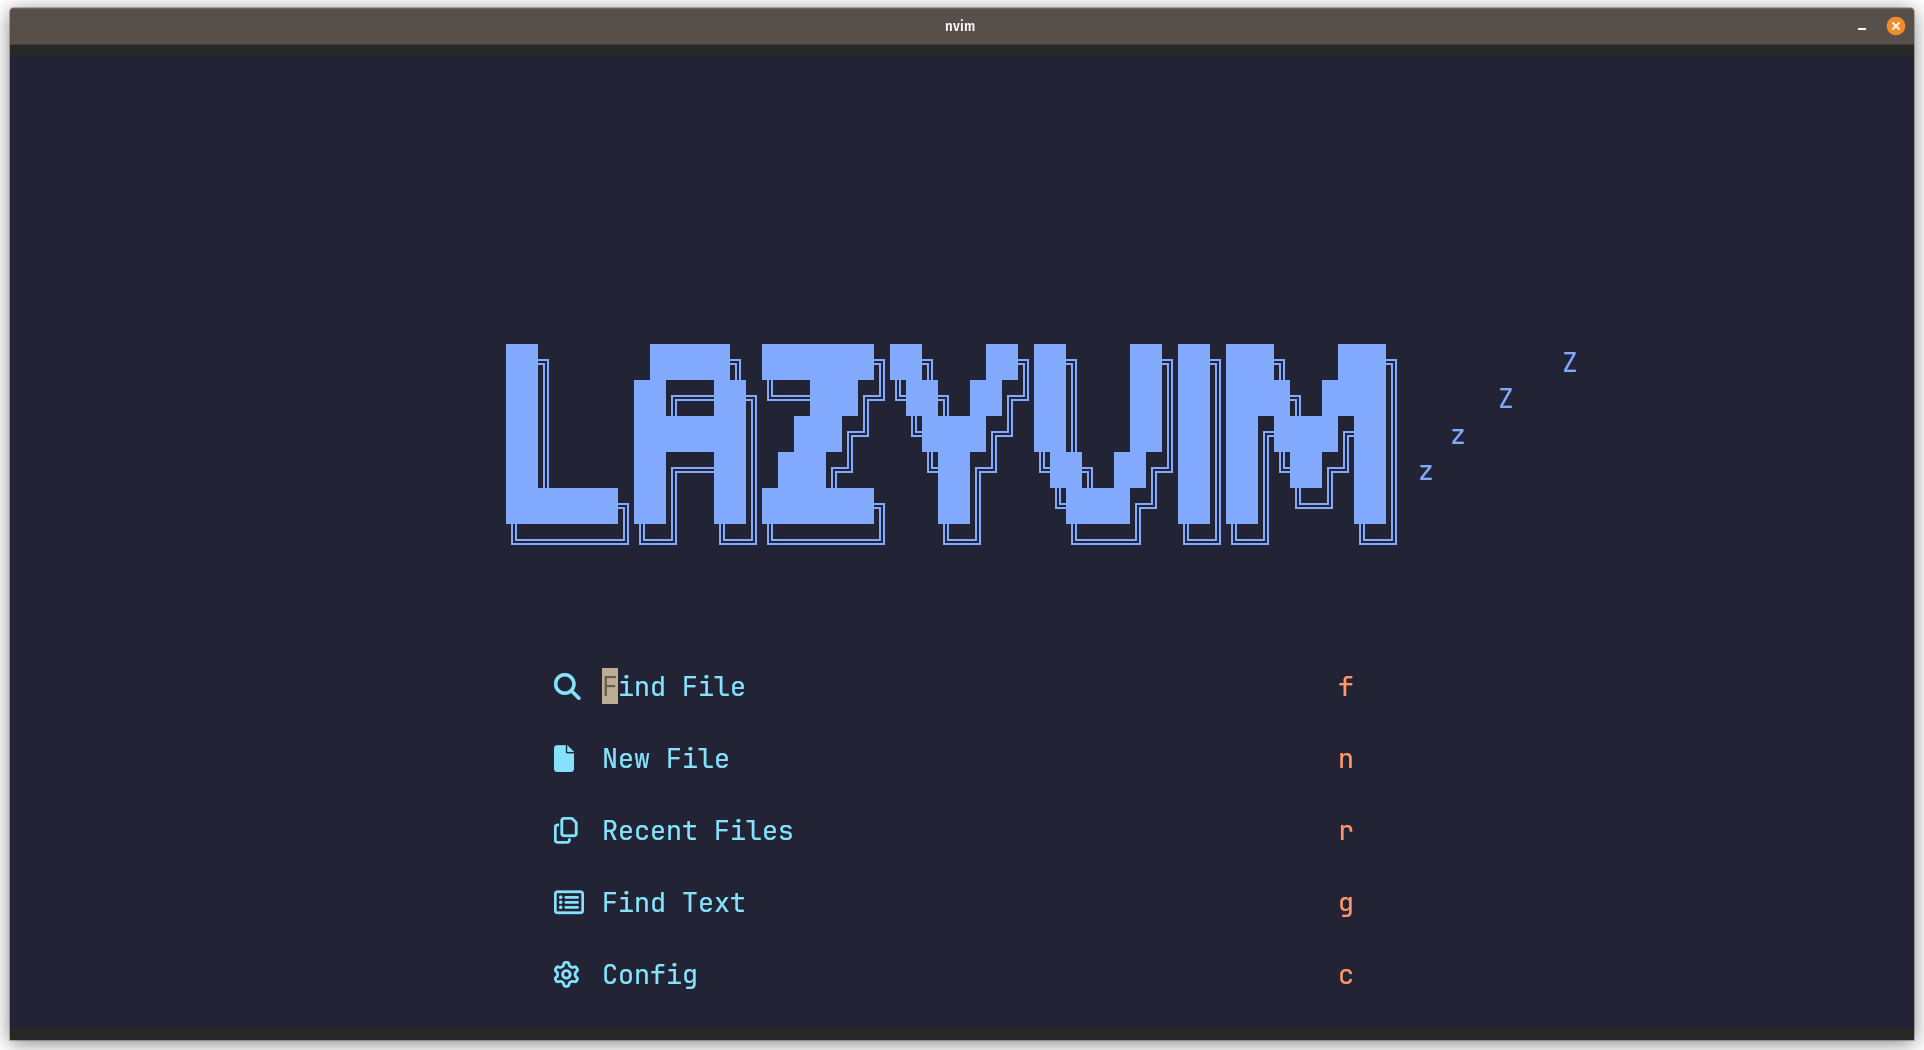 nvim
LAZYVIM
Z
Z
z
z
Find File f
New File n
Recent Files r
Find Text g
Config c